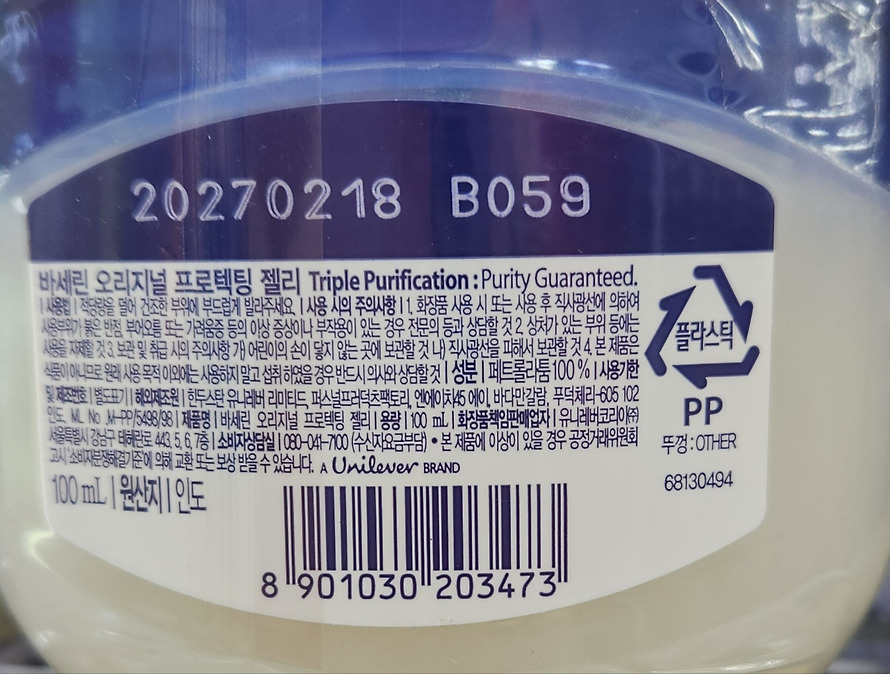 20270218 B059
바세린 오리지널 프로텍팅 젤리 Triple Purification : Purity Guaranteed.
| 사용법 | 적당량을 덜어 건조한 부위에 부드럽게 발라주세요. | 사용 시의 주의사항 | 1. 화장품 사용 시 또는 사용 후 직사광선에 의하여
사용부위가 붉은 반점, 부어오름 또는 가려움증 등의 이상 증상이나 부작용이 있는 경우 전문의 등과 상담할 것 2. 상처가 있는 부위 등에는
사용을 자제할 것 3. 보관 및 취급 시의 주의사항 가) 어린이의 손이 닿지 않는 곳에 보관할 것 나) 직사광선을 피해서 보관할 것 4. 본 제품은
식품이 아니므로 원래 사용 목적 이외에는 사용하지 말고 섭취 하였을 경우 반드시 의사와 상담할 것 | 성분 | 페트롤라툼 100 % | 사용기한
및 제조번호 | 별도표기 | 해외제조원 | 힌두스탄 유니레버 리미티드, 퍼스널프러덕츠팩토리, 엔에이치45 에이, 바다만갈람, 푸덕체리-605 102
인도. ML No .M-PP/5498/98 | 제품명 | 바세린 오리지널 프로텍팅 젤리 | 용량 | 100 mL | 화장품책임판매업자 | 유니레버코리아㈜
서울특별시 강남구 테헤란로 443, 5, 6, 7층 | 소비자상담실 | 080-041-7100 (수신자요금부담) • 본 제품에 이상이 있을 경우 공정거래위원회
고시 '소비자분쟁해결기준'에 의해 교환 또는 보상 받을 수 있습니다. A Unilever BRAND
100 mL | 원산지 | 인도
8 901030 203473
플라스틱
PP
뚜껑 : OTHER
68130494